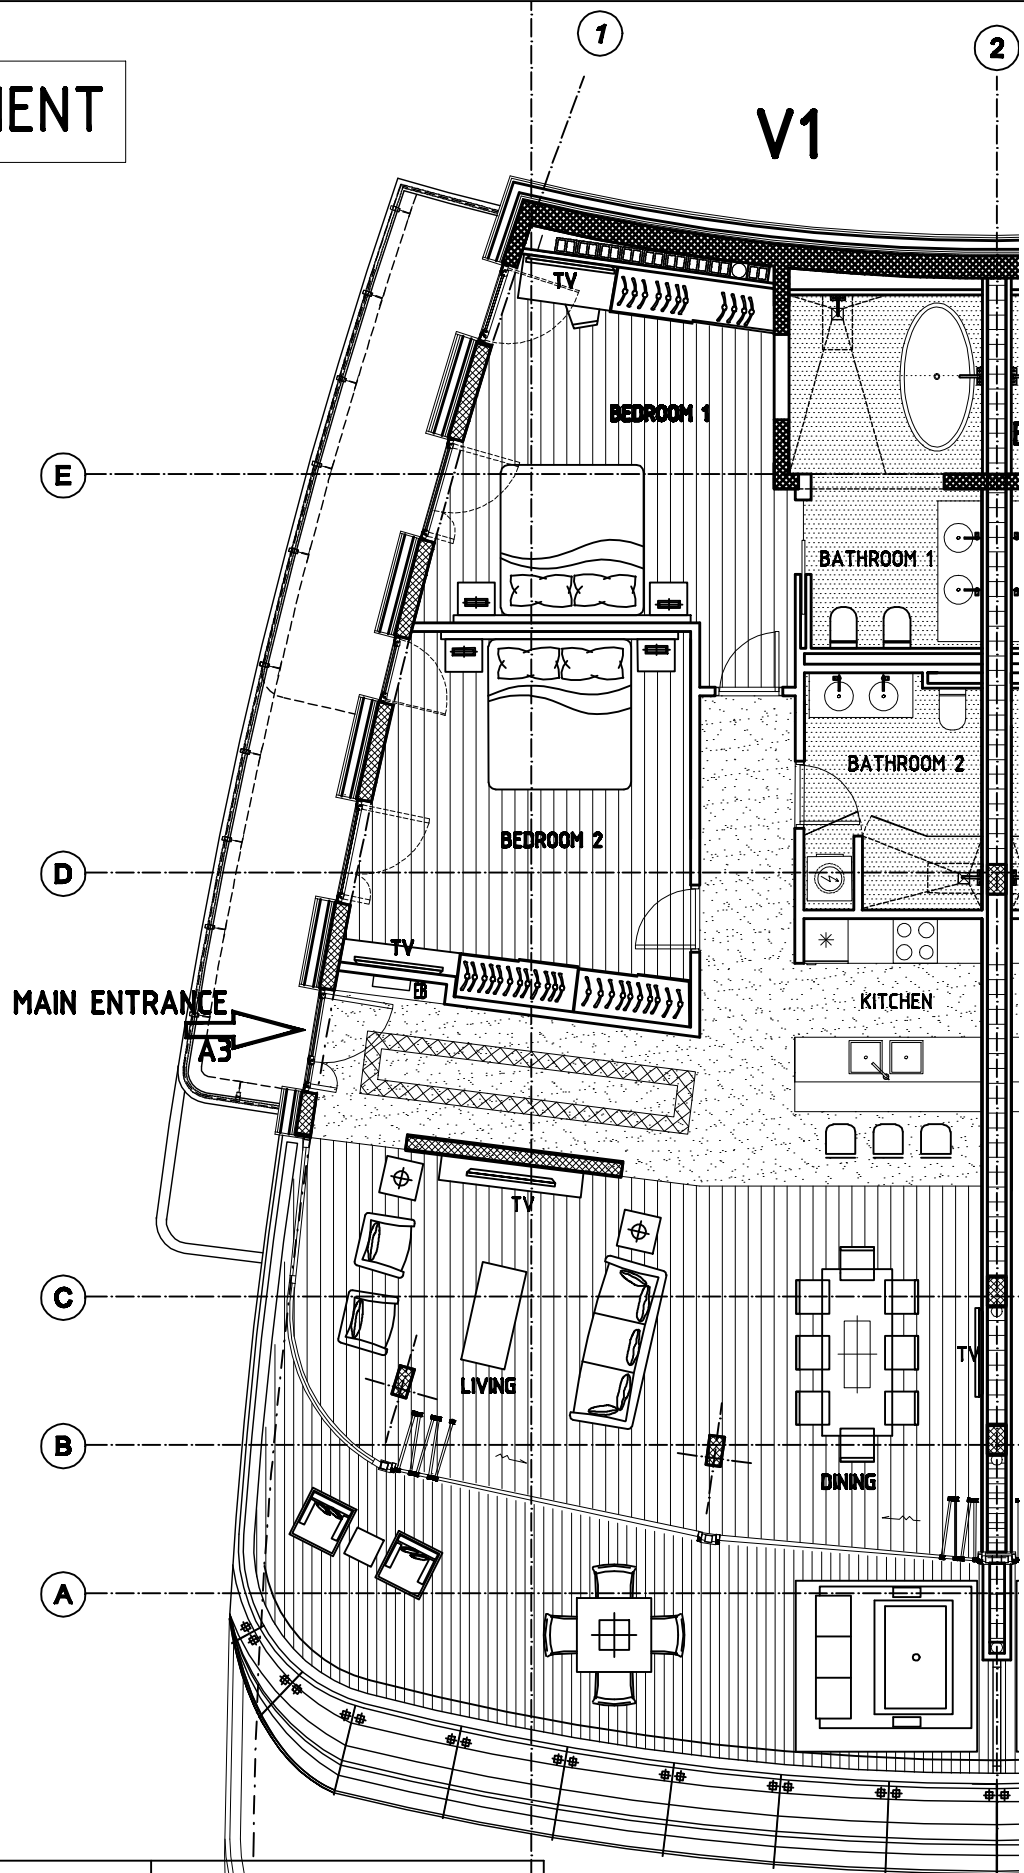 1
2
MENT
V1
TV
BEDROOM 1
E
BATHROOM 1
BATHROOM 2
BEDROOM 2
D
TV
EB
MAIN ENTRANCE
A3
KITCHEN
TV
C
TV
LIVING
B
DINING
A